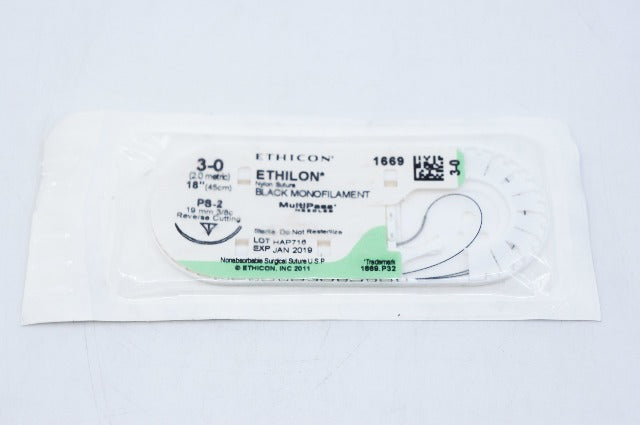 3-0
(2.0 metric)
18" (45cm)
PS-2
19 mm 3/8c
Reverse Cutting
ETHICON®
ETHILON®
Nylon Suture
BLACK MONOFILAMENT
MultiPass®
NEEDLES
Sterile. Do Not Resterilize
LOT HAP716
EXP JAN 2019
Nonabsorbable Surgical Suture U.S.P.
© ETHICON, INC 2011
1669
3-0
*Trademark
1669.P32